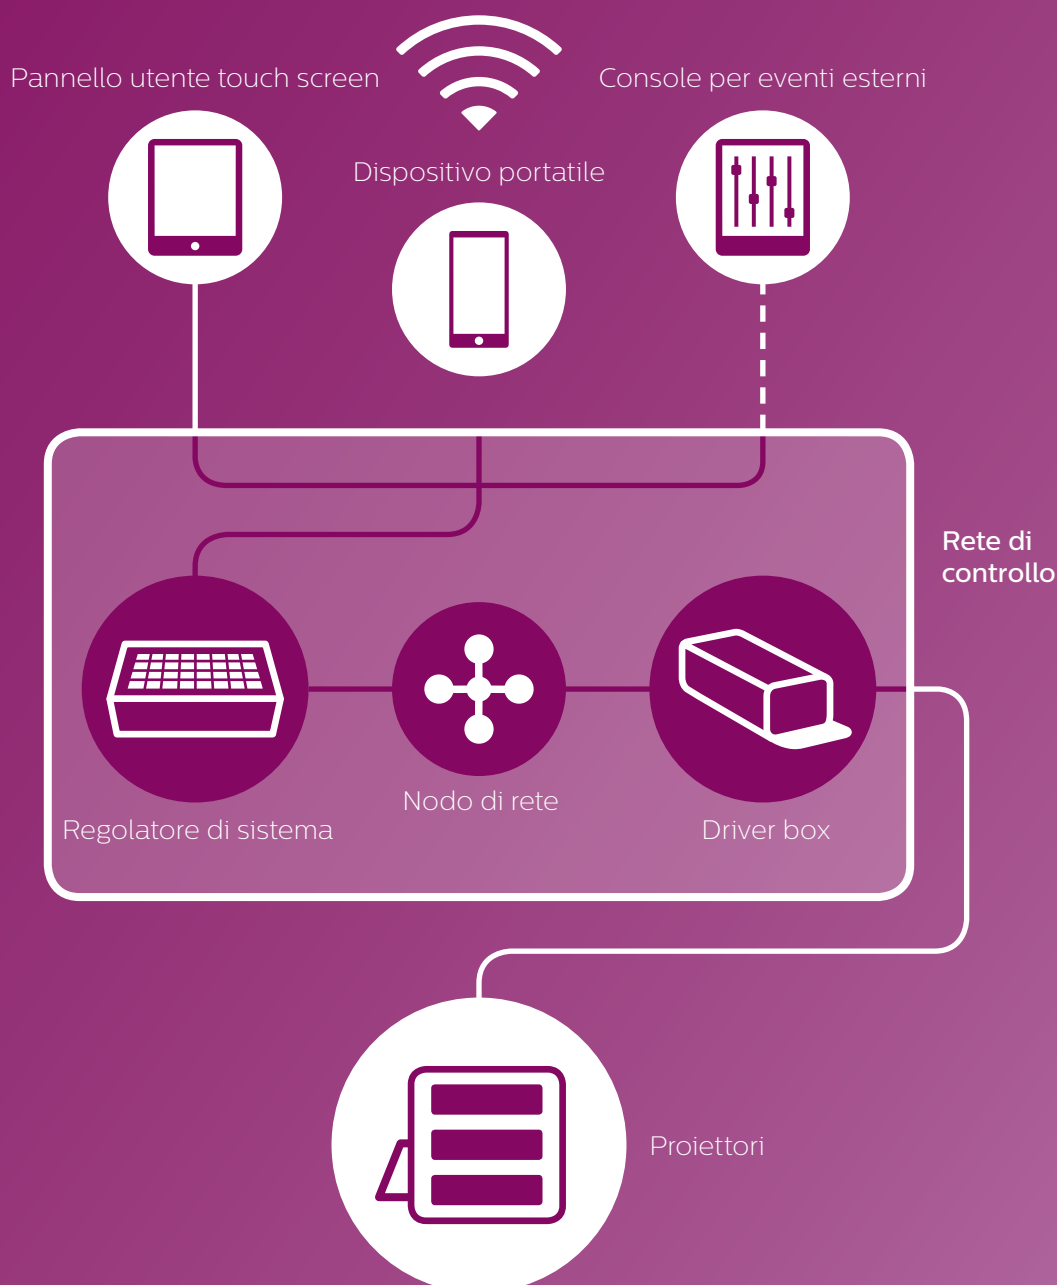 Pannello utente touch screen
Console per eventi esterni
Dispositivo portatile
Rete di
controllo
Nodo di rete
Regolatore di sistema
Driver box
Proiettori